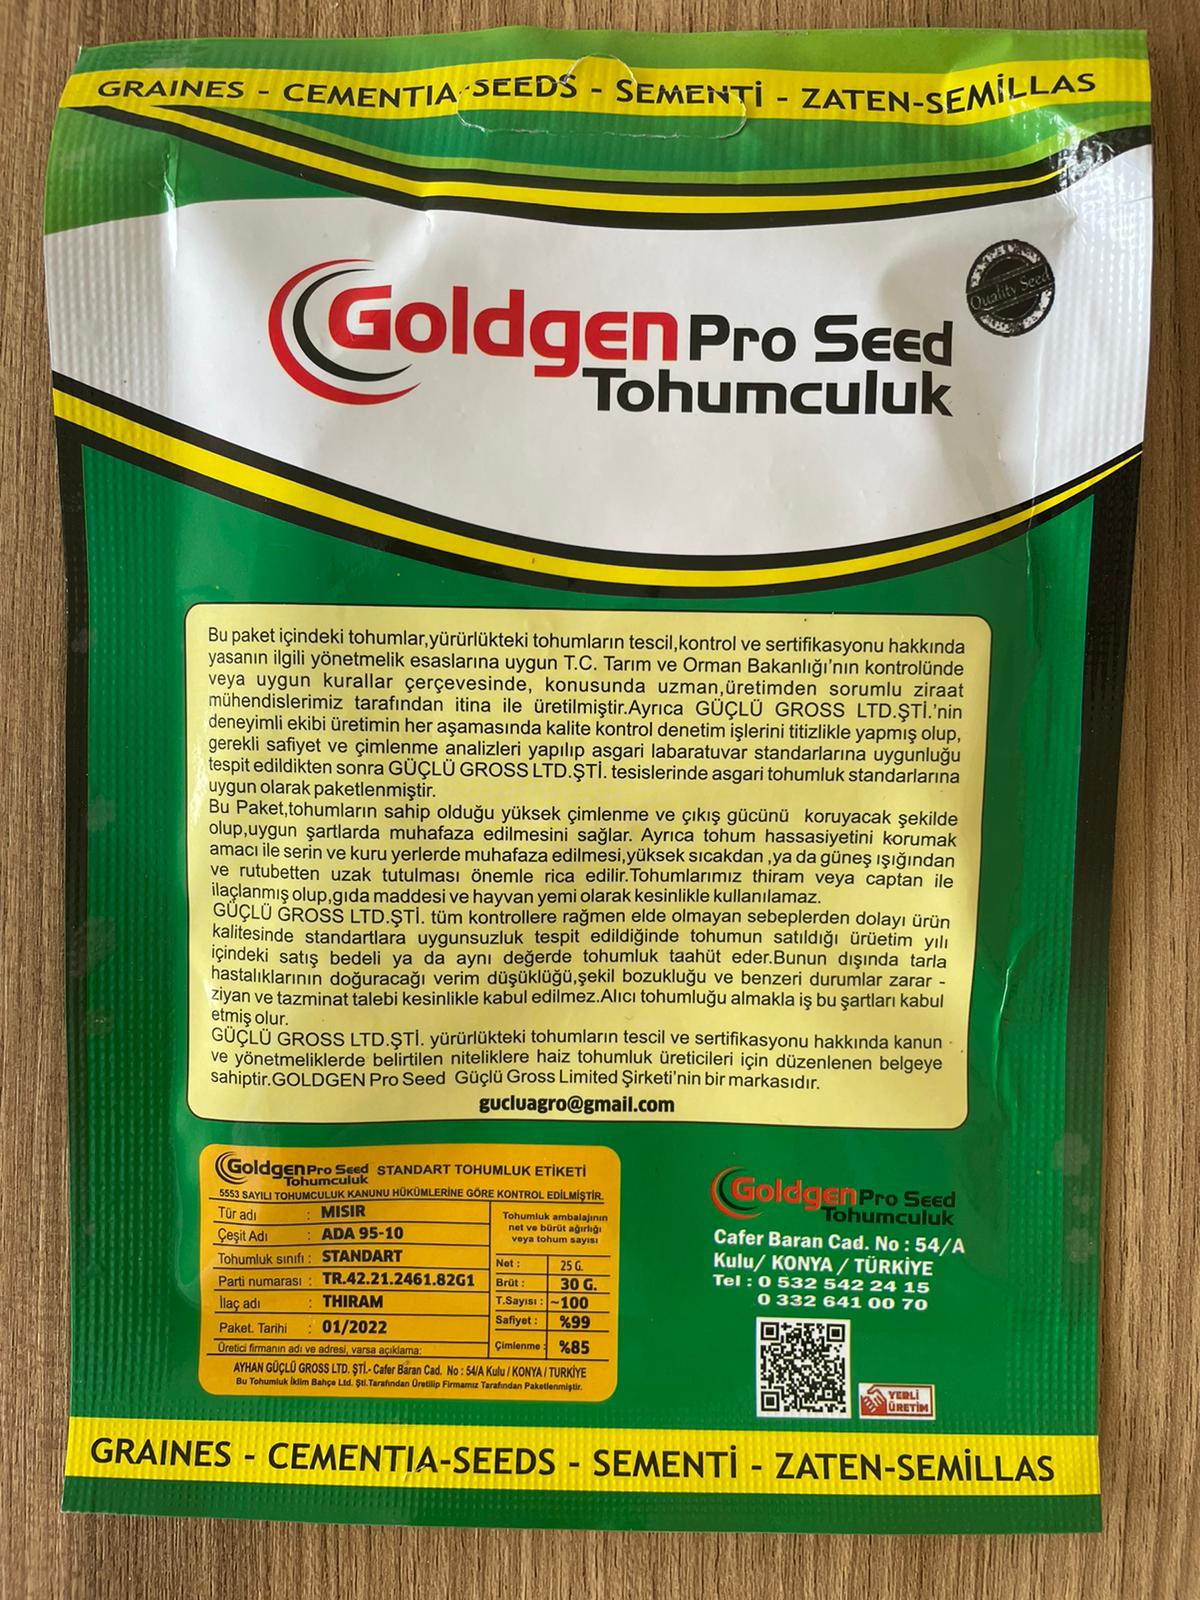 GRAINES - CEMENTIA-SEEDS - SEMENTİ - ZATEN-SEMİLLAS
Goldgen Pro Seed
Tohumculuk
Quality Seed
Bu paket içindeki tohumlar,yürürlükteki tohumların tescil,kontrol ve sertifikasyonu hakkında
yasanın ilgili yönetmelik esaslarına uygun T.C. Tarım ve Orman Bakanlığı'nın kontrolünde
veya uygun kurallar çerçevesinde, konusunda uzman,üretimden sorumlu ziraat
mühendislerimiz tarafından itina ile üretilmiştir.Ayrıca GÜÇLÜ GROSS LTD.ŞTİ.'nin
deneyimli ekibi üretimin her aşamasında kalite kontrol denetim işlerini titizlikle yapmış olup,
gerekli safiyet ve çimlenme analizleri yapılıp asgari labaratuvar standarlarına uygunluğu
tespit edildikten sonra GÜÇLÜ GROSS LTD.ŞTİ. tesislerinde asgari tohumluk standarlarına
uygun olarak paketlenmiştir.
Bu Paket,tohumların sahip olduğu yüksek çimlenme ve çıkış gücünü koruyacak şekilde
olup,uygun şartlarda muhafaza edilmesini sağlar. Ayrıca tohum hassasiyetini korumak
amacı ile serin ve kuru yerlerde muhafaza edilmesi,yüksek sıcakdan ,ya da güneş ışığından
ve rutubetten uzak tutulması önemle rica edilir.Tohumlarımız thiram veya captan ile
ilaçlanmış olup,gıda maddesi ve hayvan yemi olarak kesinlikle kullanılamaz.
GÜÇLÜ GROSS LTD.ŞTİ. tüm kontrollere rağmen elde olmayan sebeplerden dolayı ürün
kalitesinde standartlara uygunsuzluk tespit edildiğinde tohumun satıldığı ürüetim yılı
içindeki satış bedeli ya da aynı değerde tohumluk taahüt eder.Bunun dışında tarla
hastalıklarının doğuracağı verim düşüklüğü,şekil bozukluğu ve benzeri durumlar zarar -
ziyan ve tazminat talebi kesinlikle kabul edilmez.Alıcı tohumluğu almakla iş bu şartları kabul
etmiş olur.
GÜÇLÜ GROSS LTD.ŞTİ. yürürlükteki tohumların tescil ve sertifikasyonu hakkında kanun
ve yönetmeliklerde belirtilen niteliklere haiz tohumluk üreticileri için düzenlenen belgeye
sahiptir.GOLDGEN Pro Seed Güçlü Gross Limited Şirketi'nin bir markasıdır.
gucluagro@gmail.com
Goldgen Pro Seed Tohumculuk STANDART TOHUMLUK ETİKETİ
5553 SAYILI TOHUMCULUK KANUNU HÜKÜMLERİNE GÖRE KONTROL EDİLMİŞTİR.
Tür adı : MISIR
Çeşit Adı : ADA 95-10
Tohumluk sınıfı : STANDART
Parti numarası : TR.42.21.2461.82G1
İlaç adı : THIRAM
Paket. Tarihi : 01/2022
Tohumluk ambalajının
net ve bürüt ağırlığı
veya tohum sayısı
Net : 25 G.
Brüt : 30 G.
T.Sayısı : ~100
Safiyet : %99
Çimlenme : %85
Üretici firmanın adı ve adresi, varsa açıklama:
AYHAN GÜÇLÜ GROSS LTD. ŞTİ.- Cafer Baran Cad. No : 54/A Kulu / KONYA / TURKİYE
Bu Tohumluk İklim Bahçe Ltd. Şti. Tarafından Üretilip Firmamız Tarafından Paketlenmiştir.
Goldgen Pro Seed
Tohumculuk
Cafer Baran Cad. No : 54/A
Kulu/ KONYA / TÜRKİYE
Tel : 0 532 542 24 15
0 332 641 00 70
YERLİ
ÜRETİM
GRAINES - CEMENTIA-SEEDS - SEMENTİ - ZATEN-SEMİLLAS